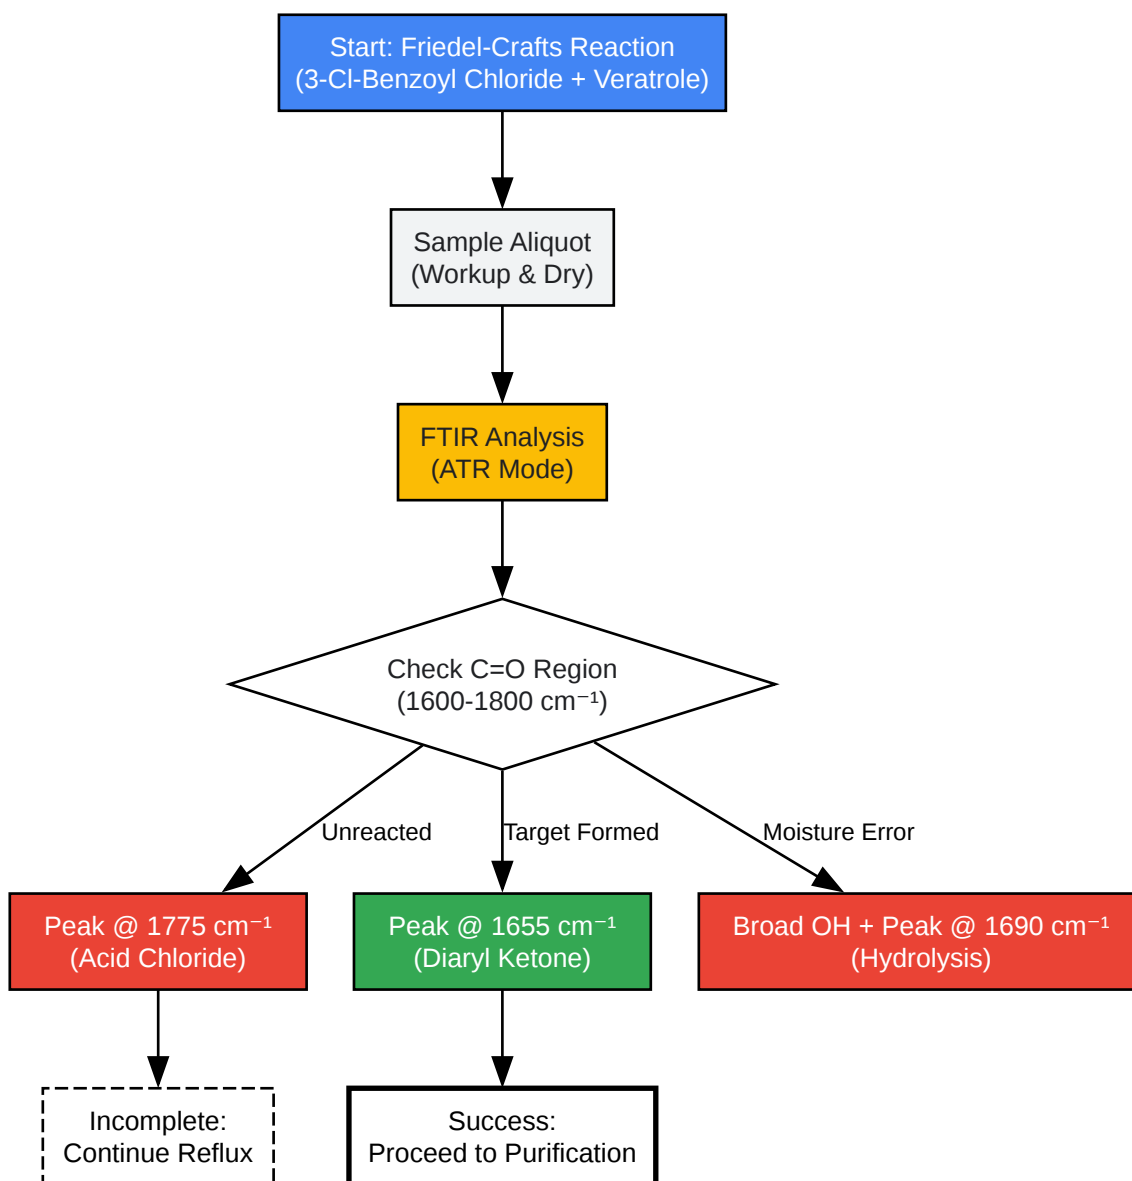 Start: Friedel-Crafts Reaction
(3-Cl-Benzoyl Chloride + Veratrole)
Sample Aliquot
(Workup & Dry)
FTIR Analysis
(ATR Mode)
Check C=O Region
(1600-1800 cm⁻¹)
Unreacted
Target Formed
Moisture Error
Peak @ 1775 cm⁻¹
(Acid Chloride)
Peak @ 1655 cm⁻¹
(Diaryl Ketone)
Broad OH + Peak @ 1690 cm⁻¹
(Hydrolysis)
Incomplete:
Continue Reflux
Success:
Proceed to Purification